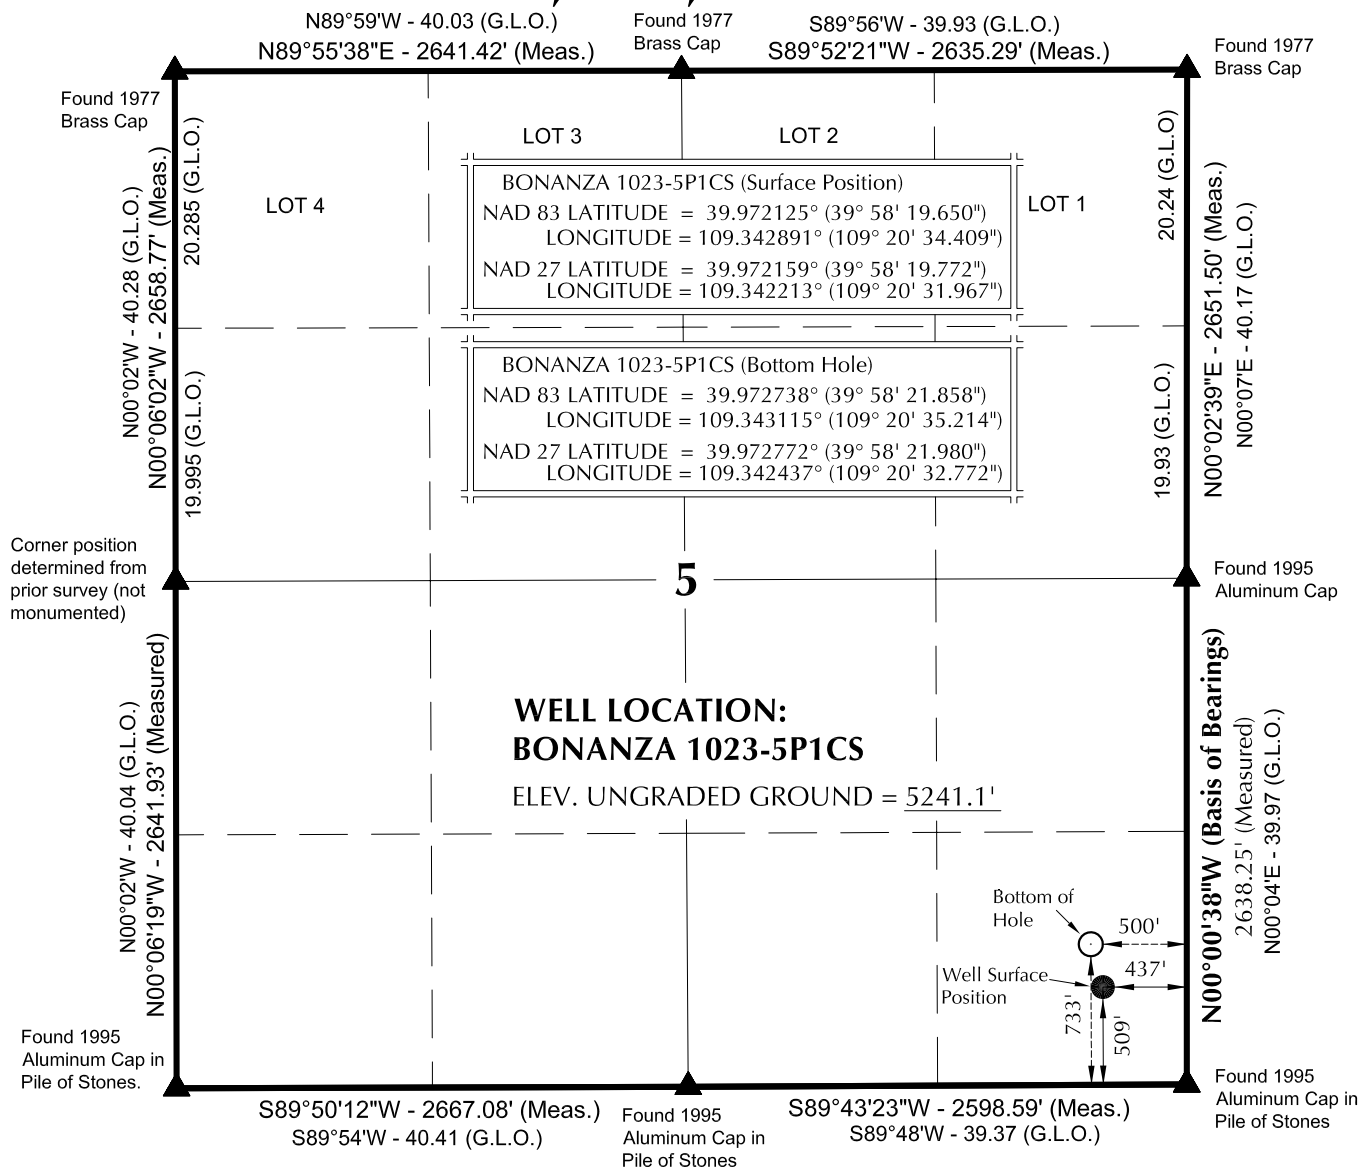 N89°59'W - 40.03 (G.L.O.)
N89°55'38"E - 2641.42' (Meas.)
Found 1977
Brass Cap
S89°56'W - 39.93 (G.L.O.)
S89°52'21"W - 2635.29' (Meas.)
Found 1977
Brass Cap
Found 1977
Brass Cap
N00°02'W - 40.28 (G.L.O.)
N00°06'02"W - 2658.77' (Meas.)
20.285 (G.L.O.)
19.995 (G.L.O.)
LOT 4
LOT 3
LOT 2
LOT 1
BONANZA 1023-5P1CS (Surface Position)
NAD 83 LATITUDE = 39.972125° (39° 58' 19.650")
LONGITUDE = 109.342891° (109° 20' 34.409")
NAD 27 LATITUDE = 39.972159° (39° 58' 19.772")
LONGITUDE = 109.342213° (109° 20' 31.967")
BONANZA 1023-5P1CS (Bottom Hole)
NAD 83 LATITUDE = 39.972738° (39° 58' 21.858")
LONGITUDE = 109.343115° (109° 20' 35.214")
NAD 27 LATITUDE = 39.972772° (39° 58' 21.980")
LONGITUDE = 109.342437° (109° 20' 32.772")
20.24 (G.L.O)
19.93 (G.L.O.)
N00°02'39"E - 2651.50' (Meas.)
N00°07'E - 40.17 (G.L.O.)
Corner position
determined from
prior survey (not
monumented)
5
Found 1995
Aluminum Cap
WELL LOCATION:
BONANZA 1023-5P1CS
ELEV. UNGRADED GROUND = 5241.1'
N00°02'W - 40.04 (G.L.O.)
N00°06'19"W - 2641.93' (Measured)
N00°00'38"W (Basis of Bearings)
2638.25' (Measured)
N00°04'E - 39.97 (G.L.O.)
Bottom of
Hole
500'
Well Surface
Position
437'
733'
509'
Found 1995
Aluminum Cap in
Pile of Stones.
S89°50'12"W - 2667.08' (Meas.)
S89°54'W - 40.41 (G.L.O.)
Found 1995
Aluminum Cap in
Pile of Stones
S89°43'23"W - 2598.59' (Meas.)
S89°48'W - 39.37 (G.L.O.)
Found 1995
Aluminum Cap in
Pile of Stones